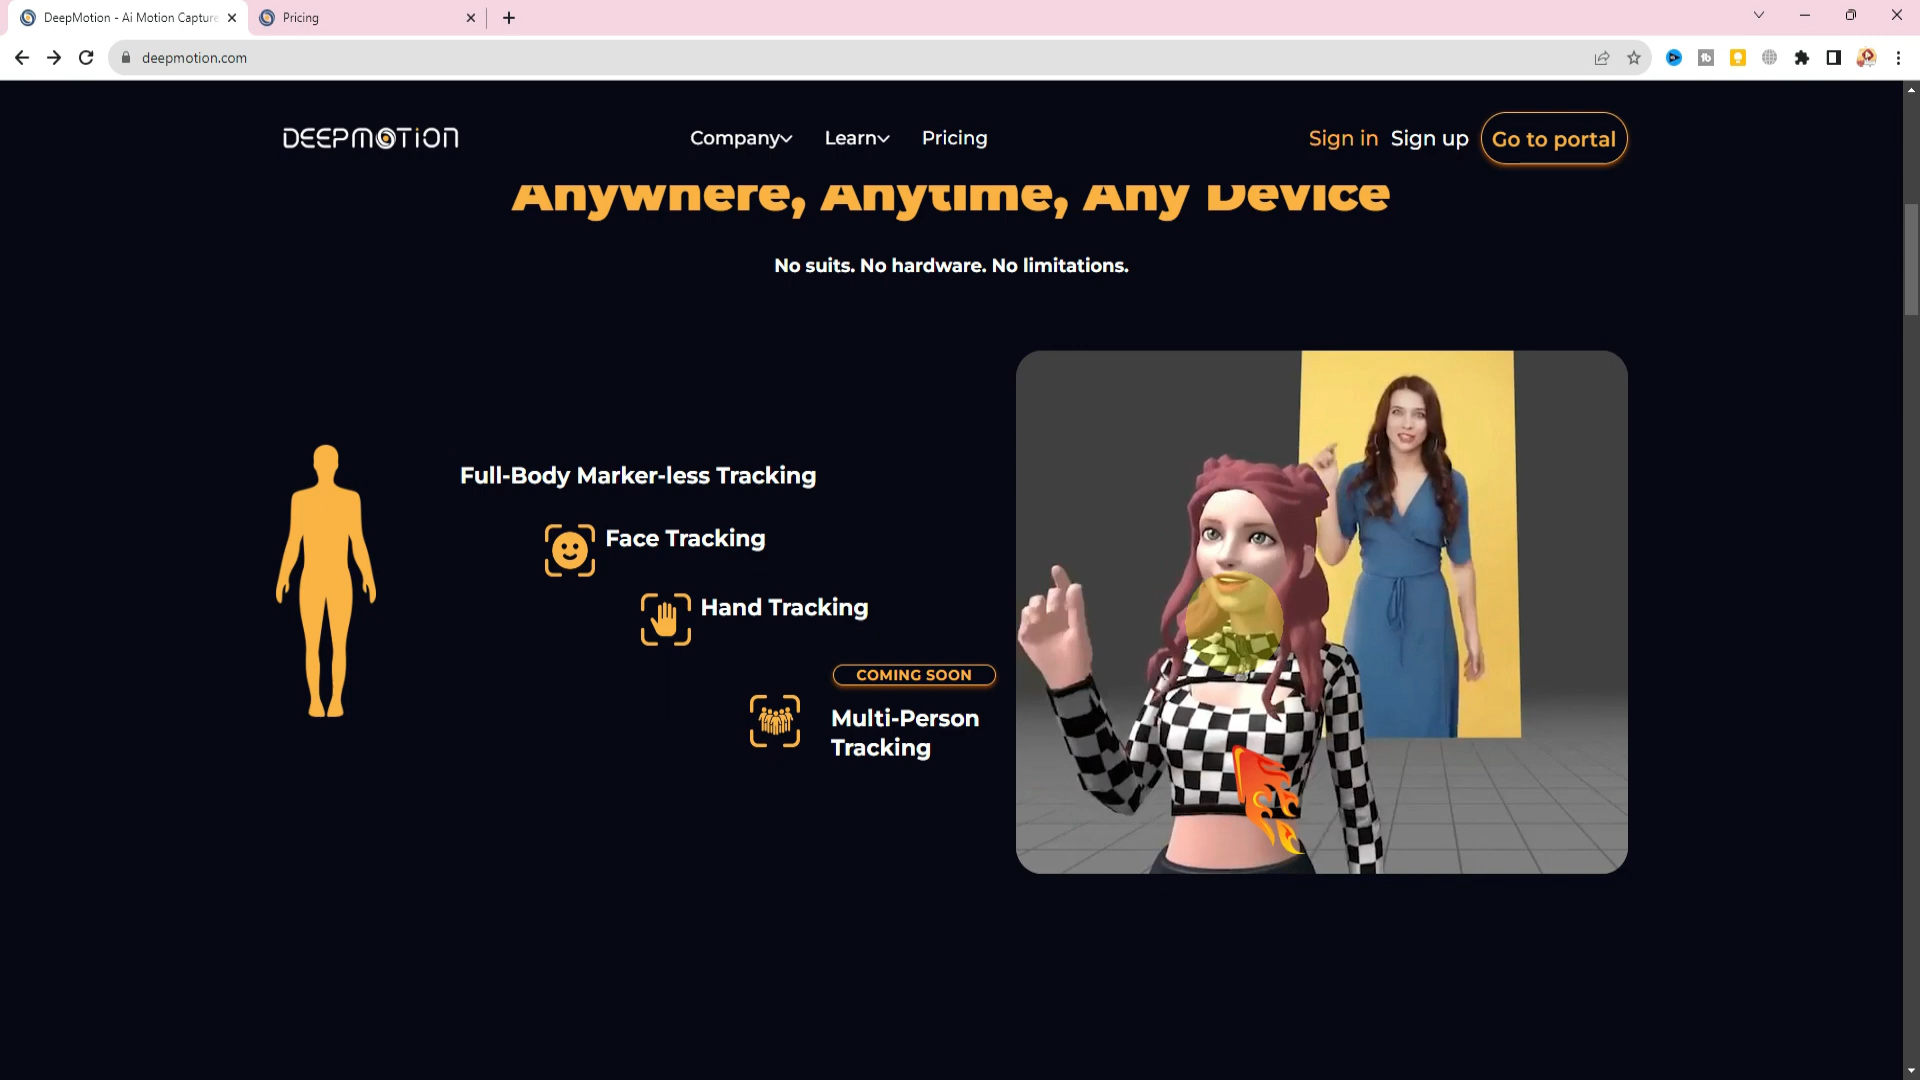 DeepMotion - Ai Motion Capture
Pricing
deepmotion.com
DEEPMOTION
Company
Learn
Pricing
Sign in
Sign up
Go to portal
Anywhere, Anytime, Any Device
No suits. No hardware. No limitations.
Full-Body Marker-less Tracking
Face Tracking
Hand Tracking
COMING SOON
Multi-Person
Tracking